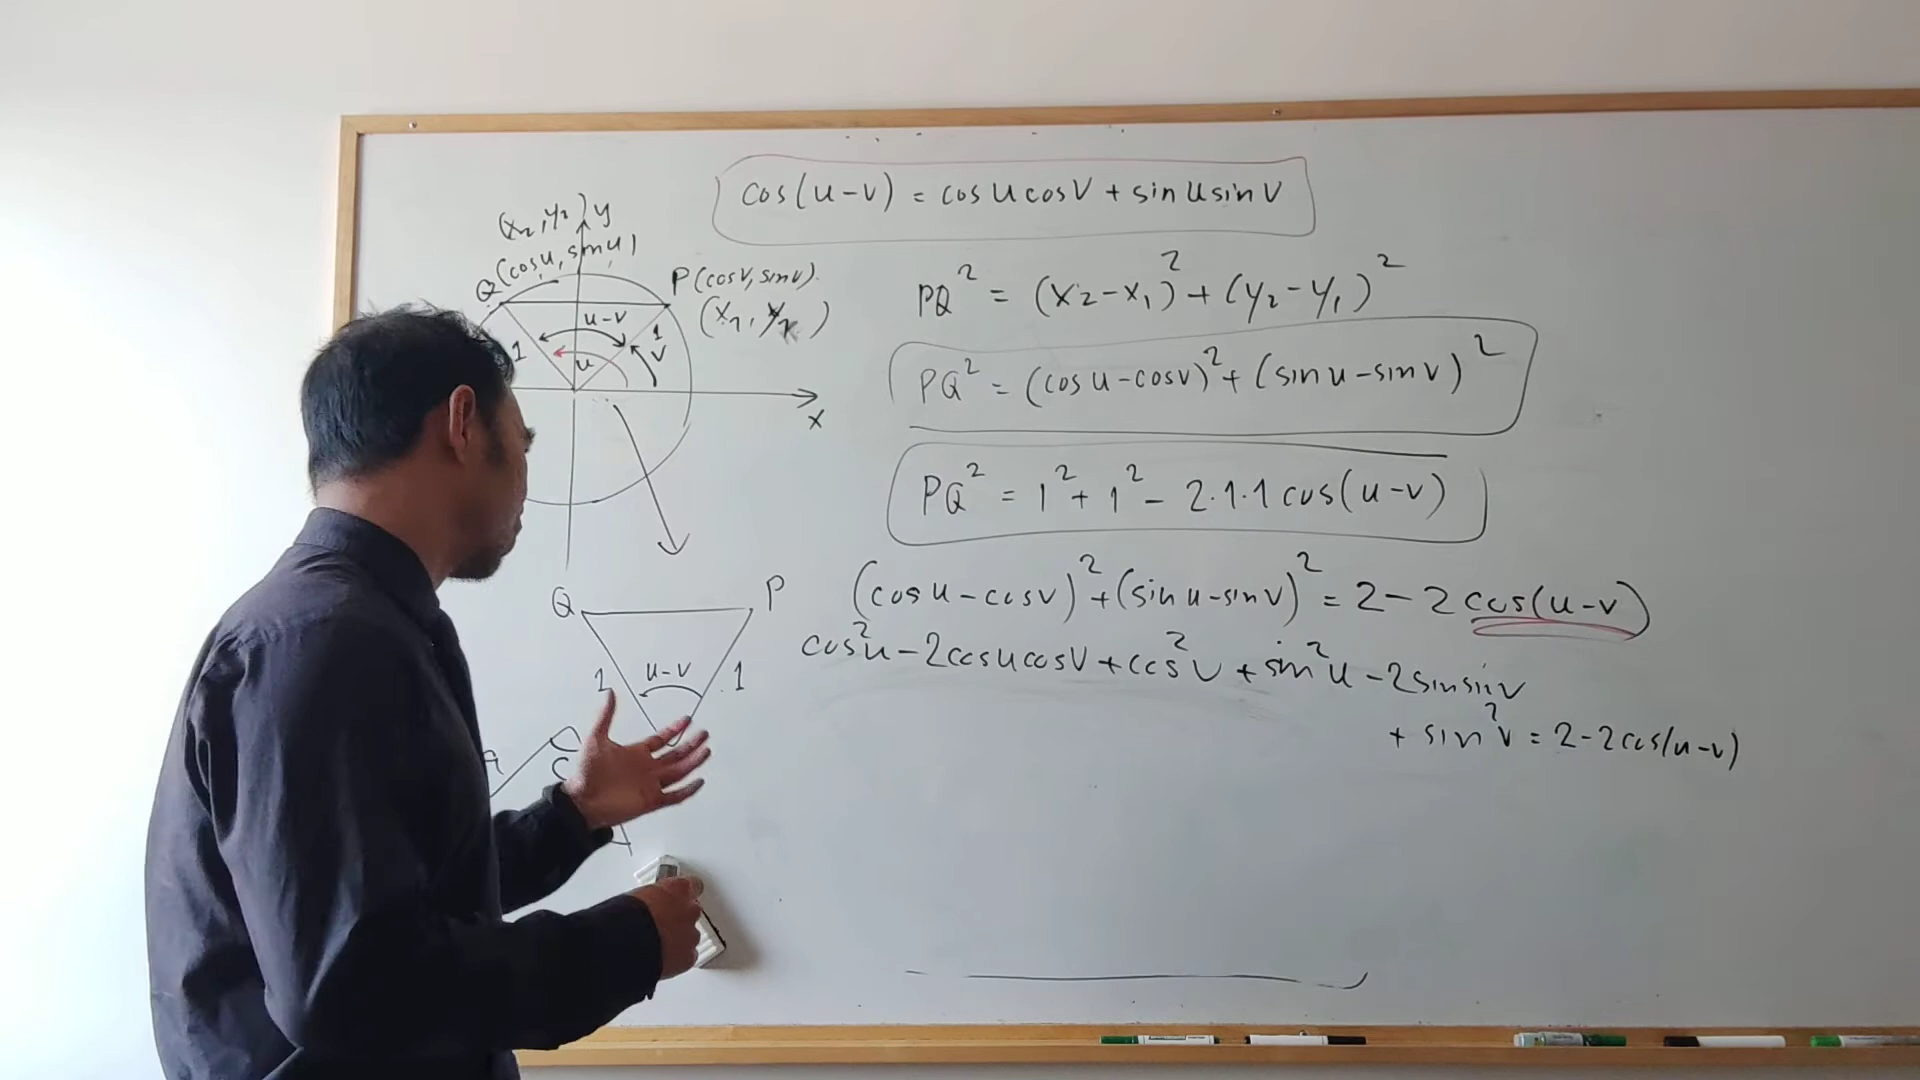 cos(u-v) = cos u cos v + sin u sin v
(x₂, y₂)
y
Q(cos u, sin u)
P(cos v, sin v).
(x₁, y₁)
u-v
1
1
u
v
x
PQ² = (x₂-x₁)² + (y₂-y₁)²
PQ² = (cos u - cos v)² + (sin u - sin v)²
PQ² = 1² + 1² - 2·1·1 cos(u-v)
(cos u - cos v)² + (sin u - sin v)² = 2 - 2 cos(u-v)
cos²u - 2cos u cos v + cos²v + sin²u - 2sin sin v
+ sin²v = 2-2cos(u-v)
Q
P
1
u-v
1
C